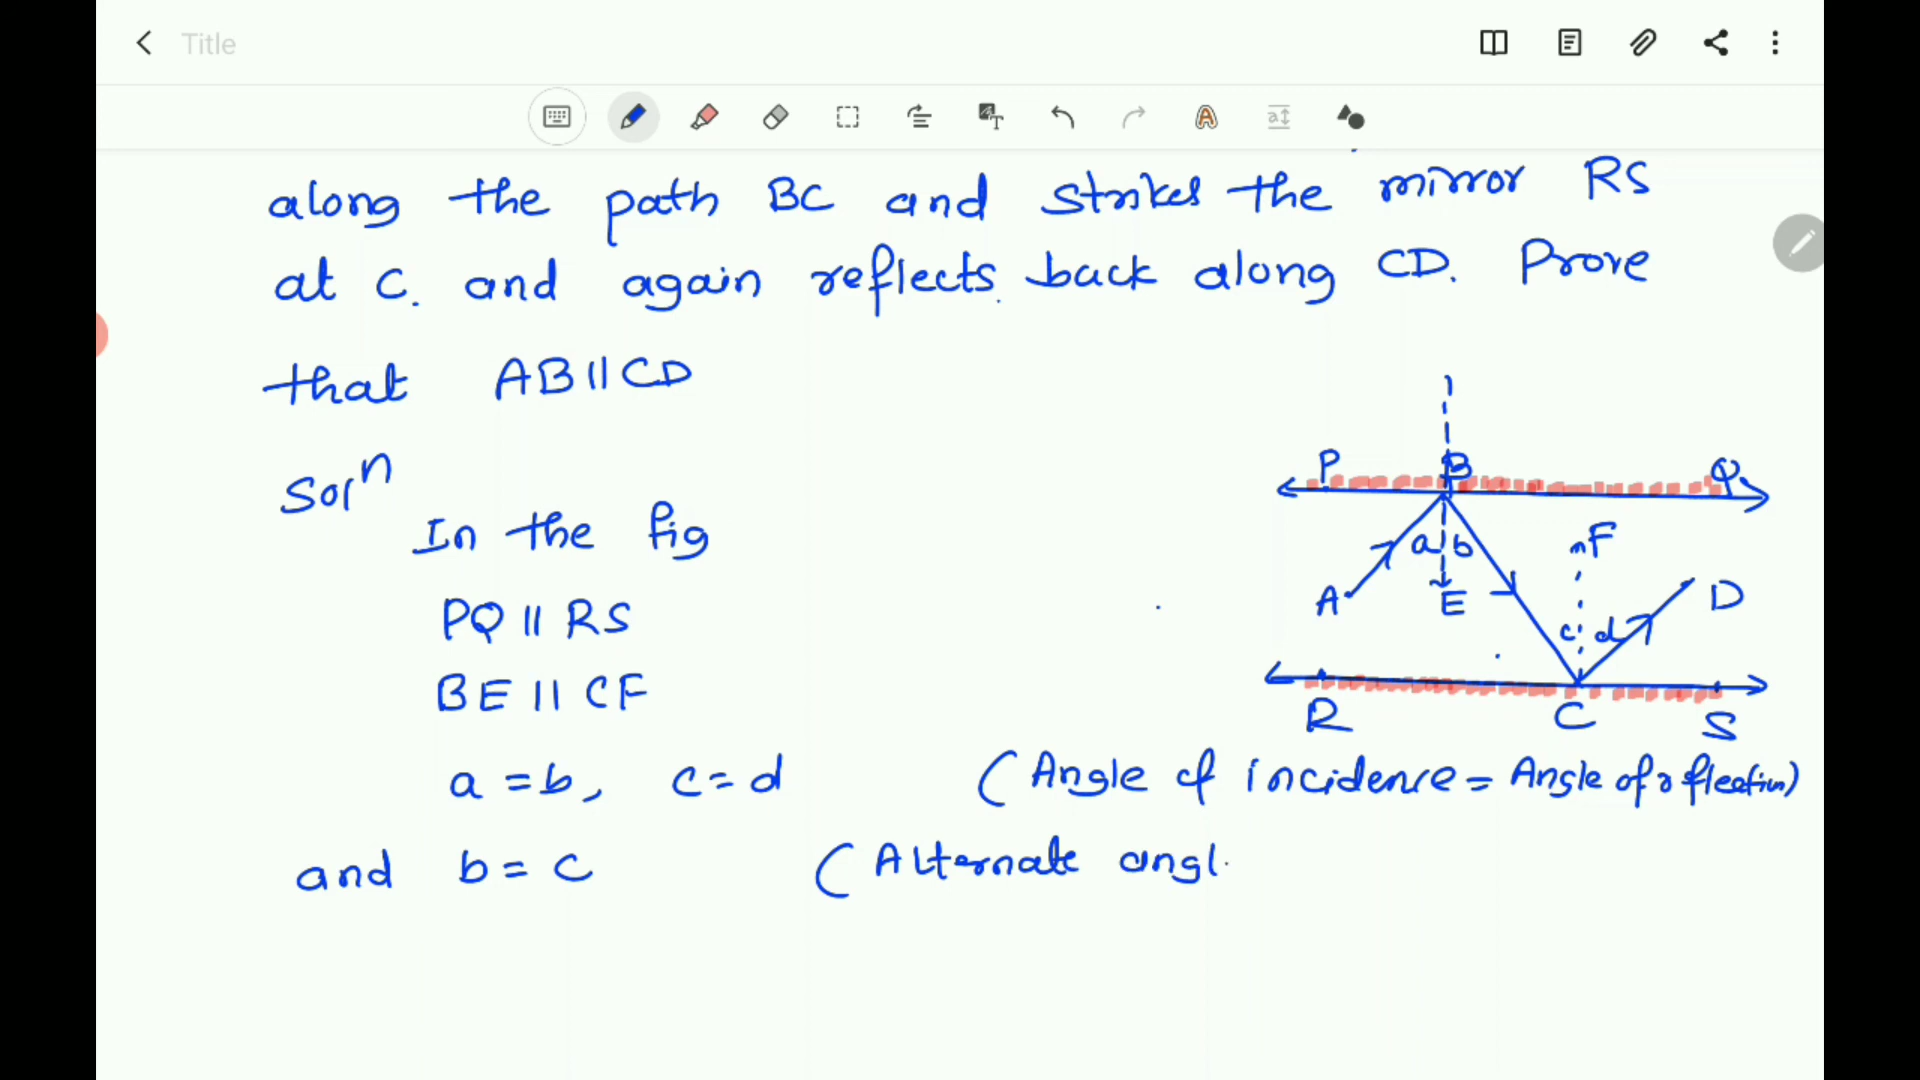 Title
along the path BC and strikes the mirror RS
at C. and again reflects back along CD. Prove
that AB||CD
Solⁿ
In the fig
PQ || RS
BE || CF
a = b, c = d (Angle of incidence = Angle of reflection)
and b = c (Alternate angl
P B Q
a b F
A E D
c d
R C S